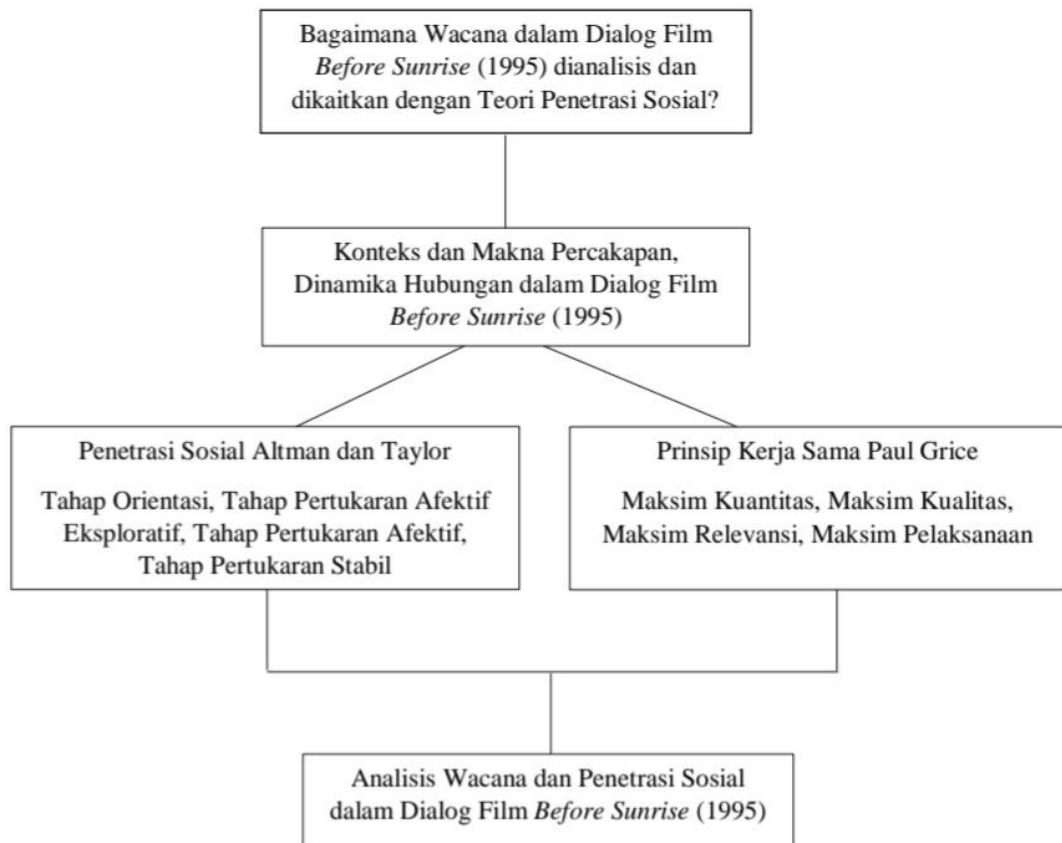 Bagaimana Wacana dalam Dialog Film
Before Sunrise (1995) dianalisis dan
dikaitkan dengan Teori Penetrasi Sosial?
Konteks dan Makna Percakapan,
Dinamika Hubungan dalam Dialog Film
Before Sunrise (1995)
Penetrasi Sosial Altman dan Taylor
Tahap Orientasi, Tahap Pertukaran Afektif
Eksploratif, Tahap Pertukaran Afektif,
Tahap Pertukaran Stabil
Prinsip Kerja Sama Paul Grice
Maksim Kuantitas, Maksim Kualitas,
Maksim Relevansi, Maksim Pelaksanaan
Analisis Wacana dan Penetrasi Sosial
dalam Dialog Film Before Sunrise (1995)